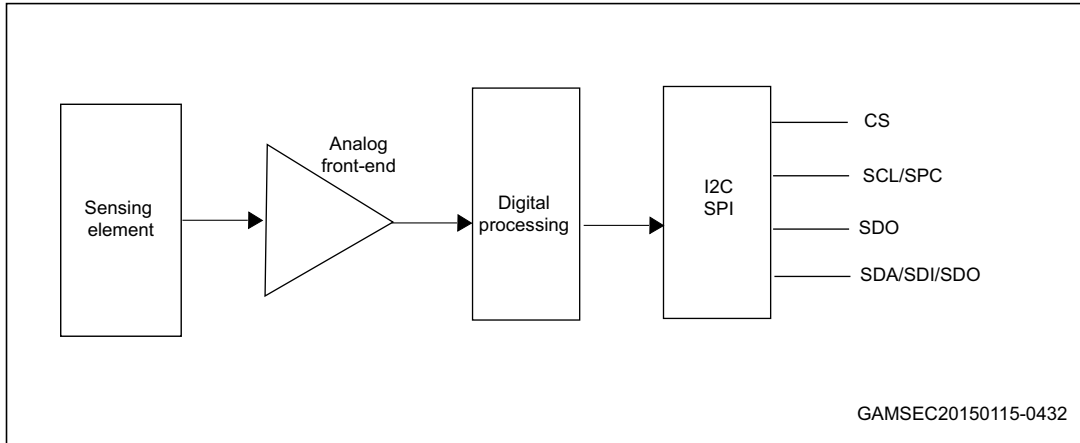 Sensing
element
Analog
front-end
Digital
processing
I2C
SPI
CS
SCL/SPC
SDO
SDA/SDI/SDO
GAMSEC20150115-0432